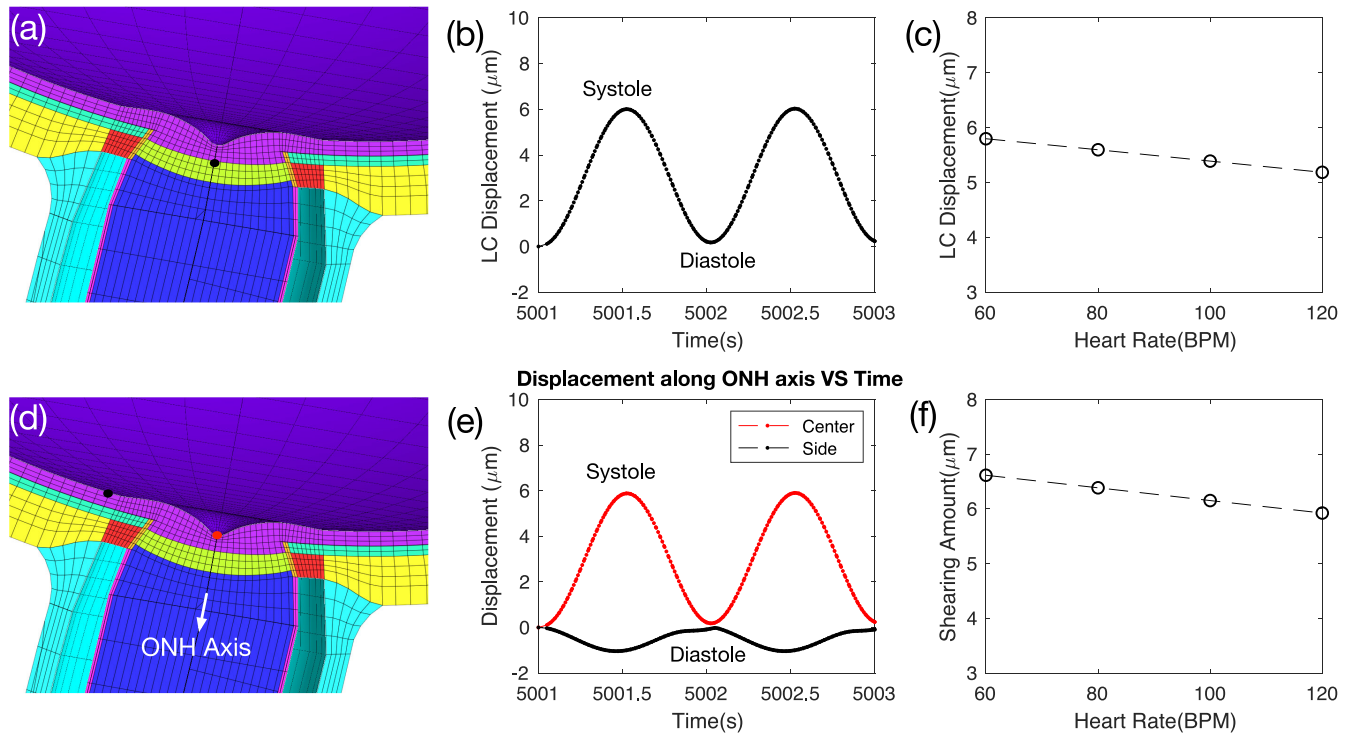 (a)
(b)
10
8
6
4
2
0
-2
LC Displacement (μm)
Systole
Diastole
5001
5001.5
5002
5002.5
5003
Time(s)
(c)
8
7
6
5
4
3
LC Displacement(μm)
60
80
100
120
Heart Rate(BPM)
(d)
ONH Axis
(e)
Displacement along ONH axis VS Time
10
8
6
4
2
0
-2
Displacement (μm)
Center
Side
Systole
Diastole
5001
5001.5
5002
5002.5
5003
Time(s)
(f)
8
7
6
5
4
3
Shearing Amount(μm)
60
80
100
120
Heart Rate(BPM)